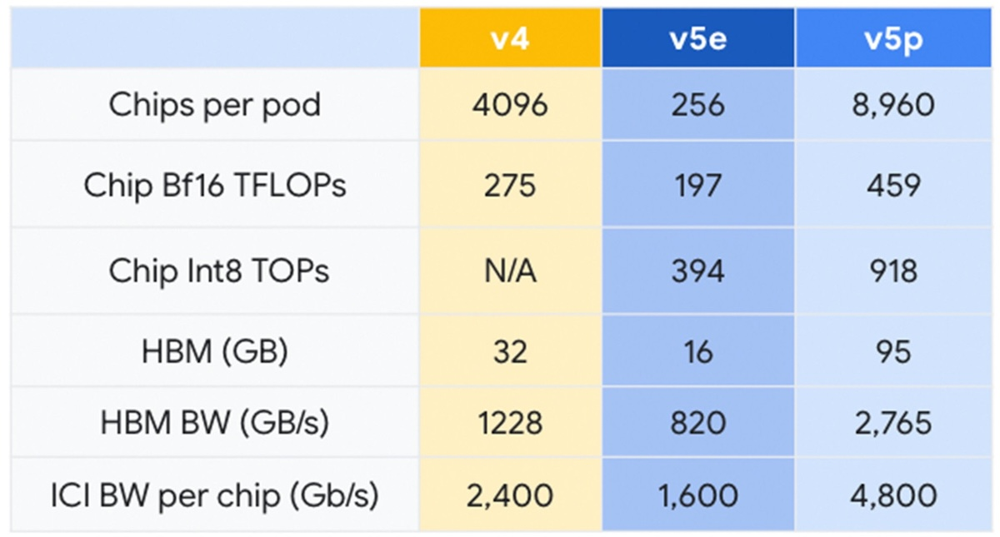 v4 v5e v5p
Chips per pod 4096 256 8,960
Chip Bf16 TFLOPs 275 197 459
Chip Int8 TOPs N/A 394 918
HBM (GB) 32 16 95
HBM BW (GB/s) 1228 820 2,765
ICI BW per chip (Gb/s) 2,400 1,600 4,800